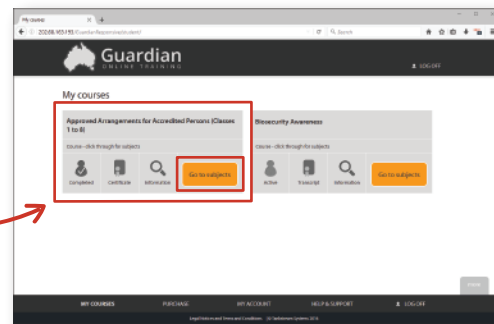 My courses
Search
Guardian
ONLINE TRAINING
LOG OFF
My courses
Approved Arrangements for Accredited Persons (Classes
1 to 8)
Course - click through for subjects
Completed
Certificate
Information
Go to subjects
Biosecurity Awareness
Course - click through for subjects
Active
Transcript
Information
Go to subjects
MY COURSES
PURCHASE
MY ACCOUNT
HELP & SUPPORT
LOG OFF